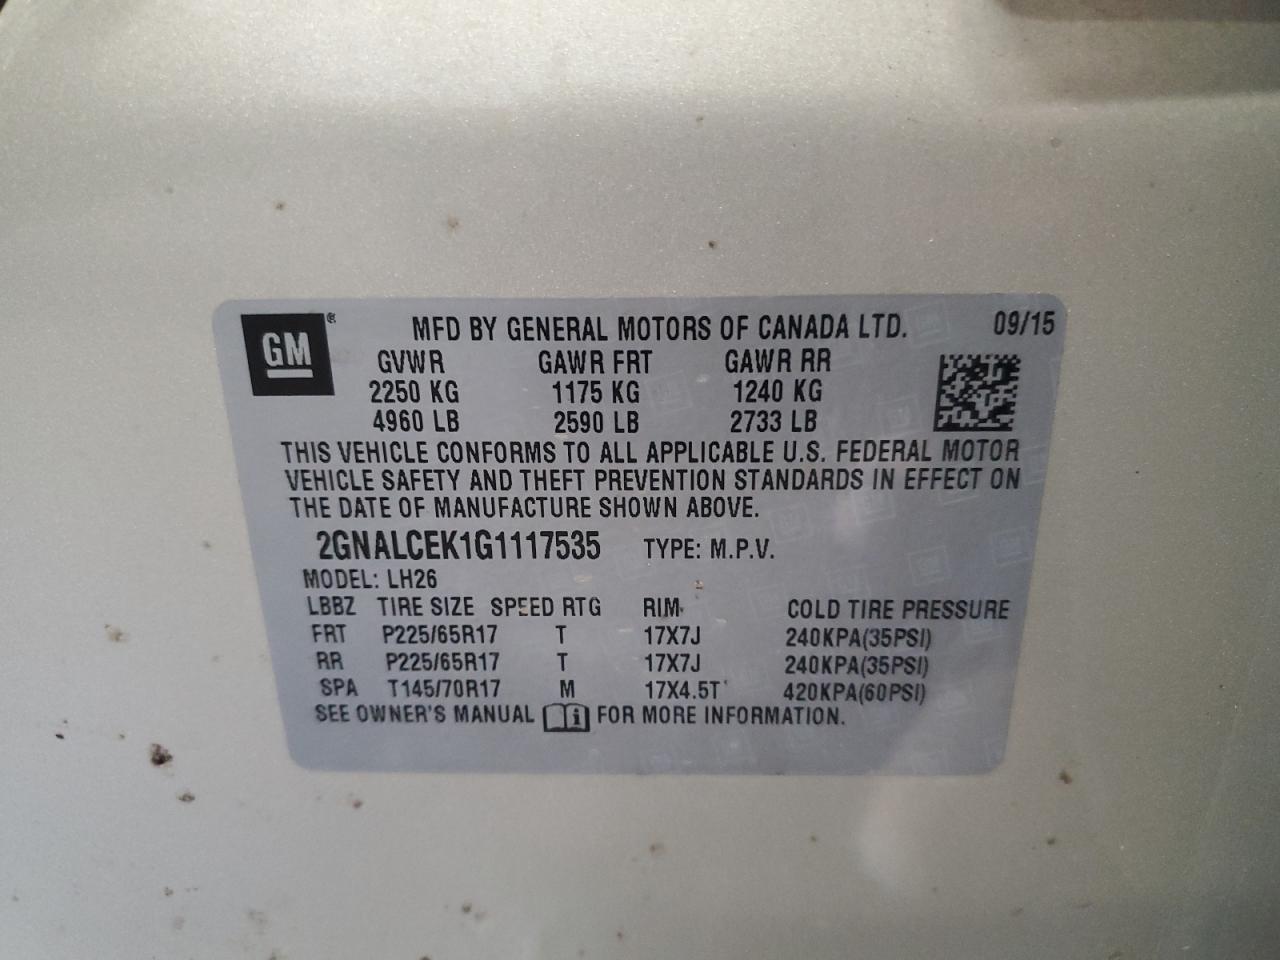 GM®
MFD BY GENERAL MOTORS OF CANADA LTD. 09/15
GVWR GAWR FRT GAWR RR
2250 KG 1175 KG 1240 KG
4960 LB 2590 LB 2733 LB
THIS VEHICLE CONFORMS TO ALL APPLICABLE U.S. FEDERAL MOTOR
VEHICLE SAFETY AND THEFT PREVENTION STANDARDS IN EFFECT ON
THE DATE OF MANUFACTURE SHOWN ABOVE.
2GNALCEK1G1117535 TYPE: M.P.V.
MODEL: LH26
LBBZ TIRE SIZE SPEED RTG RIM COLD TIRE PRESSURE
FRT P225/65R17 T 17X7J 240KPA(35PSI)
RR P225/65R17 T 17X7J 240KPA(35PSI)
SPA T145/70R17 M 17X4.5T 420KPA(60PSI)
SEE OWNER'S MANUAL i FOR MORE INFORMATION.